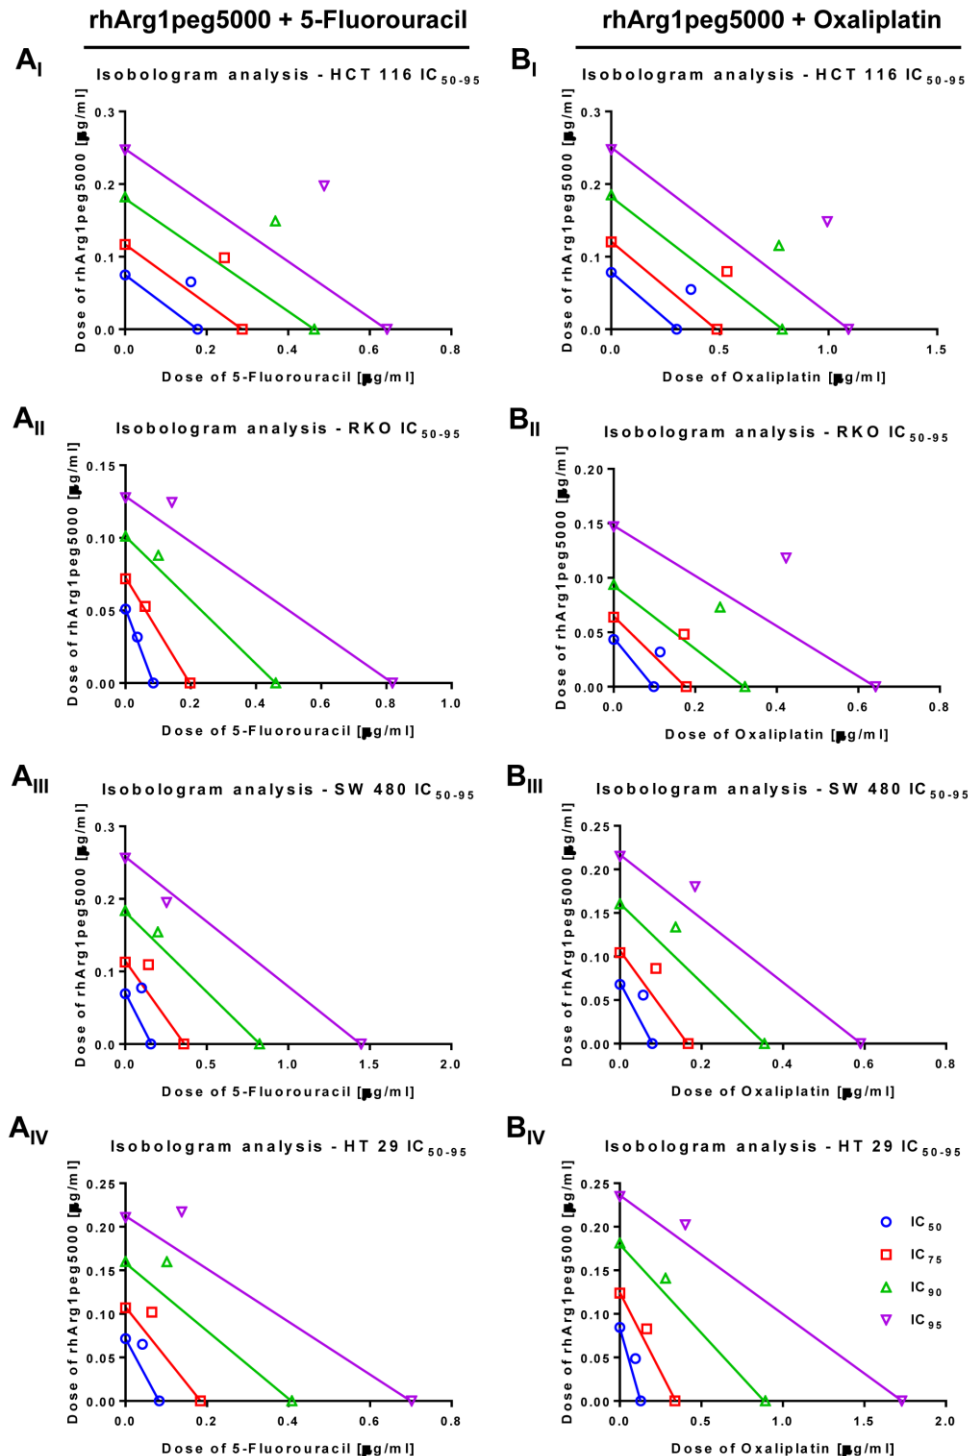 rhArg1peg5000 + 5-Fluorouracil
rhArg1peg5000 + Oxaliplatin
AI
Isobologram analysis - HCT 116 IC50-95
Dose of rhArg1peg5000 [µg/ml]
0.3
0.2
0.1
0.0
0.0 0.2 0.4 0.6 0.8
Dose of 5-Fluorouracil [µg/ml]
BI
Isobologram analysis - HCT 116 IC50-95
Dose of rhArg1peg5000 [µg/ml]
0.3
0.2
0.1
0.0
0.0 0.5 1.0 1.5
Dose of Oxaliplatin [µg/ml]
AII
Isobologram analysis - RKO IC50-95
Dose of rhArg1peg5000 [µg/ml]
0.15
0.10
0.05
0.00
0.0 0.2 0.4 0.6 0.8 1.0
Dose of 5-Fluorouracil [µg/ml]
BII
Isobologram analysis - RKO IC50-95
Dose of rhArg1peg5000 [µg/ml]
0.20
0.15
0.10
0.05
0.00
0.0 0.2 0.4 0.6 0.8
Dose of Oxaliplatin [µg/ml]
AIII
Isobologram analysis - SW 480 IC50-95
Dose of rhArg1peg5000 [µg/ml]
0.3
0.2
0.1
0.0
0.0 0.5 1.0 1.5 2.0
Dose of 5-Fluorouracil [µg/ml]
BIII
Isobologram analysis - SW 480 IC50-95
Dose of rhArg1peg5000 [µg/ml]
0.25
0.20
0.15
0.10
0.05
0.00
0.0 0.2 0.4 0.6 0.8
Dose of Oxaliplatin [µg/ml]
AIV
Isobologram analysis - HT 29 IC50-95
Dose of rhArg1peg5000 [µg/ml]
0.25
0.20
0.15
0.10
0.05
0.00
0.0 0.2 0.4 0.6 0.8
Dose of 5-Fluorouracil [µg/ml]
BIV
Isobologram analysis - HT 29 IC50-95
Dose of rhArg1peg5000 [µg/ml]
0.25
0.20
0.15
0.10
0.05
0.00
0.0 0.5 1.0 1.5 2.0
Dose of Oxaliplatin [µg/ml]
IC50
IC75
IC90
IC95